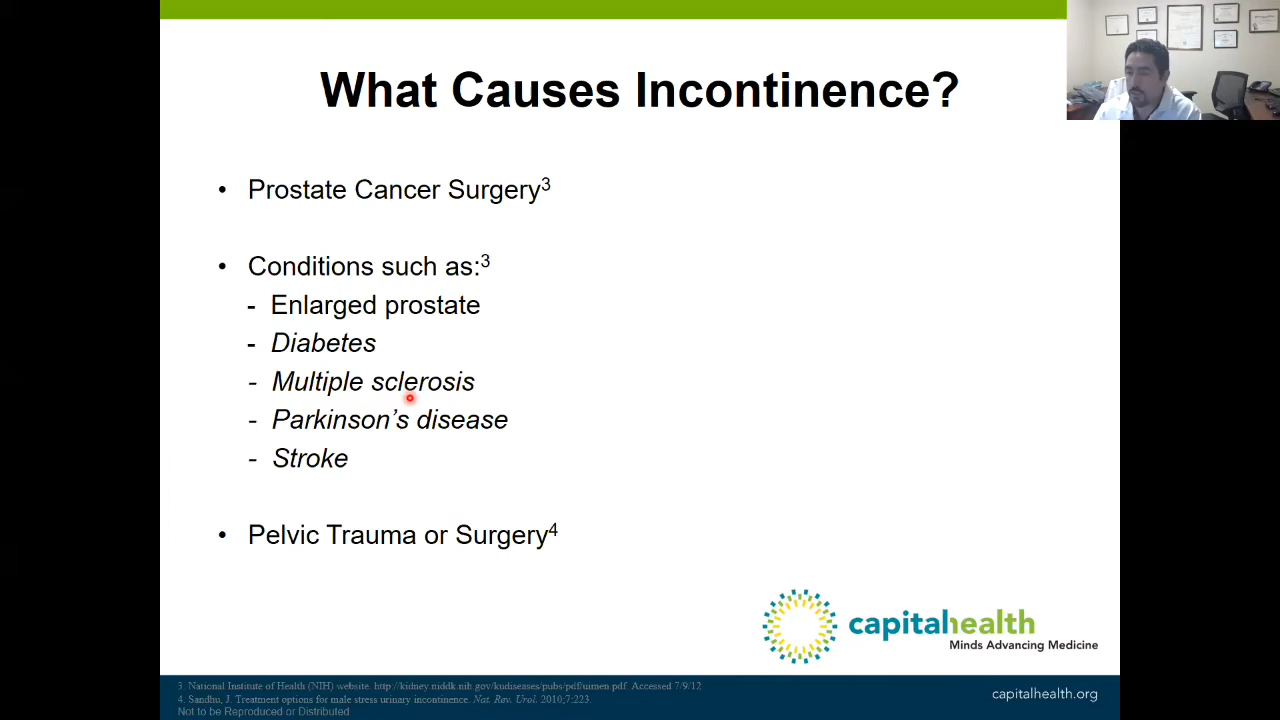 What Causes Incontinence?
• Prostate Cancer Surgery3
• Conditions such as:3
- Enlarged prostate
- Diabetes
- Multiple sclerosis
- Parkinson’s disease
- Stroke
• Pelvic Trauma or Surgery4
capitalhealth
Minds Advancing Medicine
3. National Institute of Health (NIH) website. http://kidney.niddk.nih.gov/kudiseases/pubs/pdf/uimen.pdf. Accessed 7/9/12
4. Sandhu, J. Treatment options for male stress urinary incontinence. Nat. Rev. Urol. 2010;7:223.
Not to be Reproduced or Distributed
capitalhealth.org